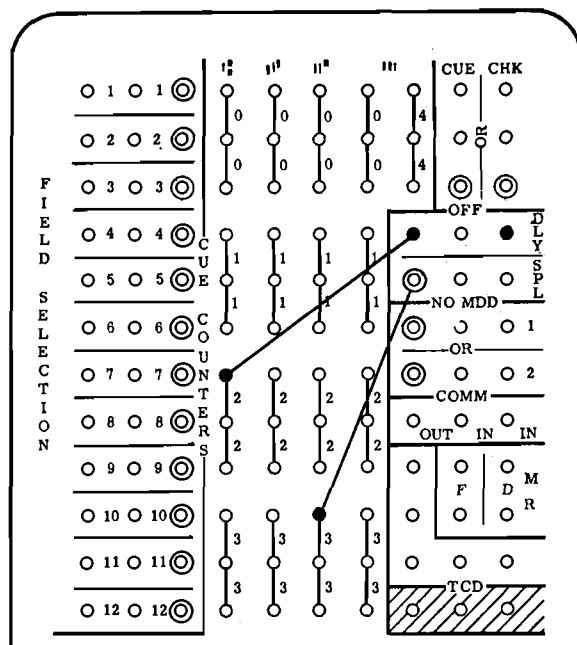 CUE CHK
OR
FIELD SELECTION
CUE COUNTERS
1 1
2 2
3 3
4 4
5 5
6 6
7 7
8 8
9 9
10 10
11 11
12 12
0 0 0 0 4
0 0 0 0 4
1 1 1 1
1 1 1 1
2 2 2 2
2 2 2 2
3 3 3 3
3 3 3 3
OFF
DLY SPL
NO MDD
1
OR
2
COMM
OUT IN IN
F D
MR
TCD